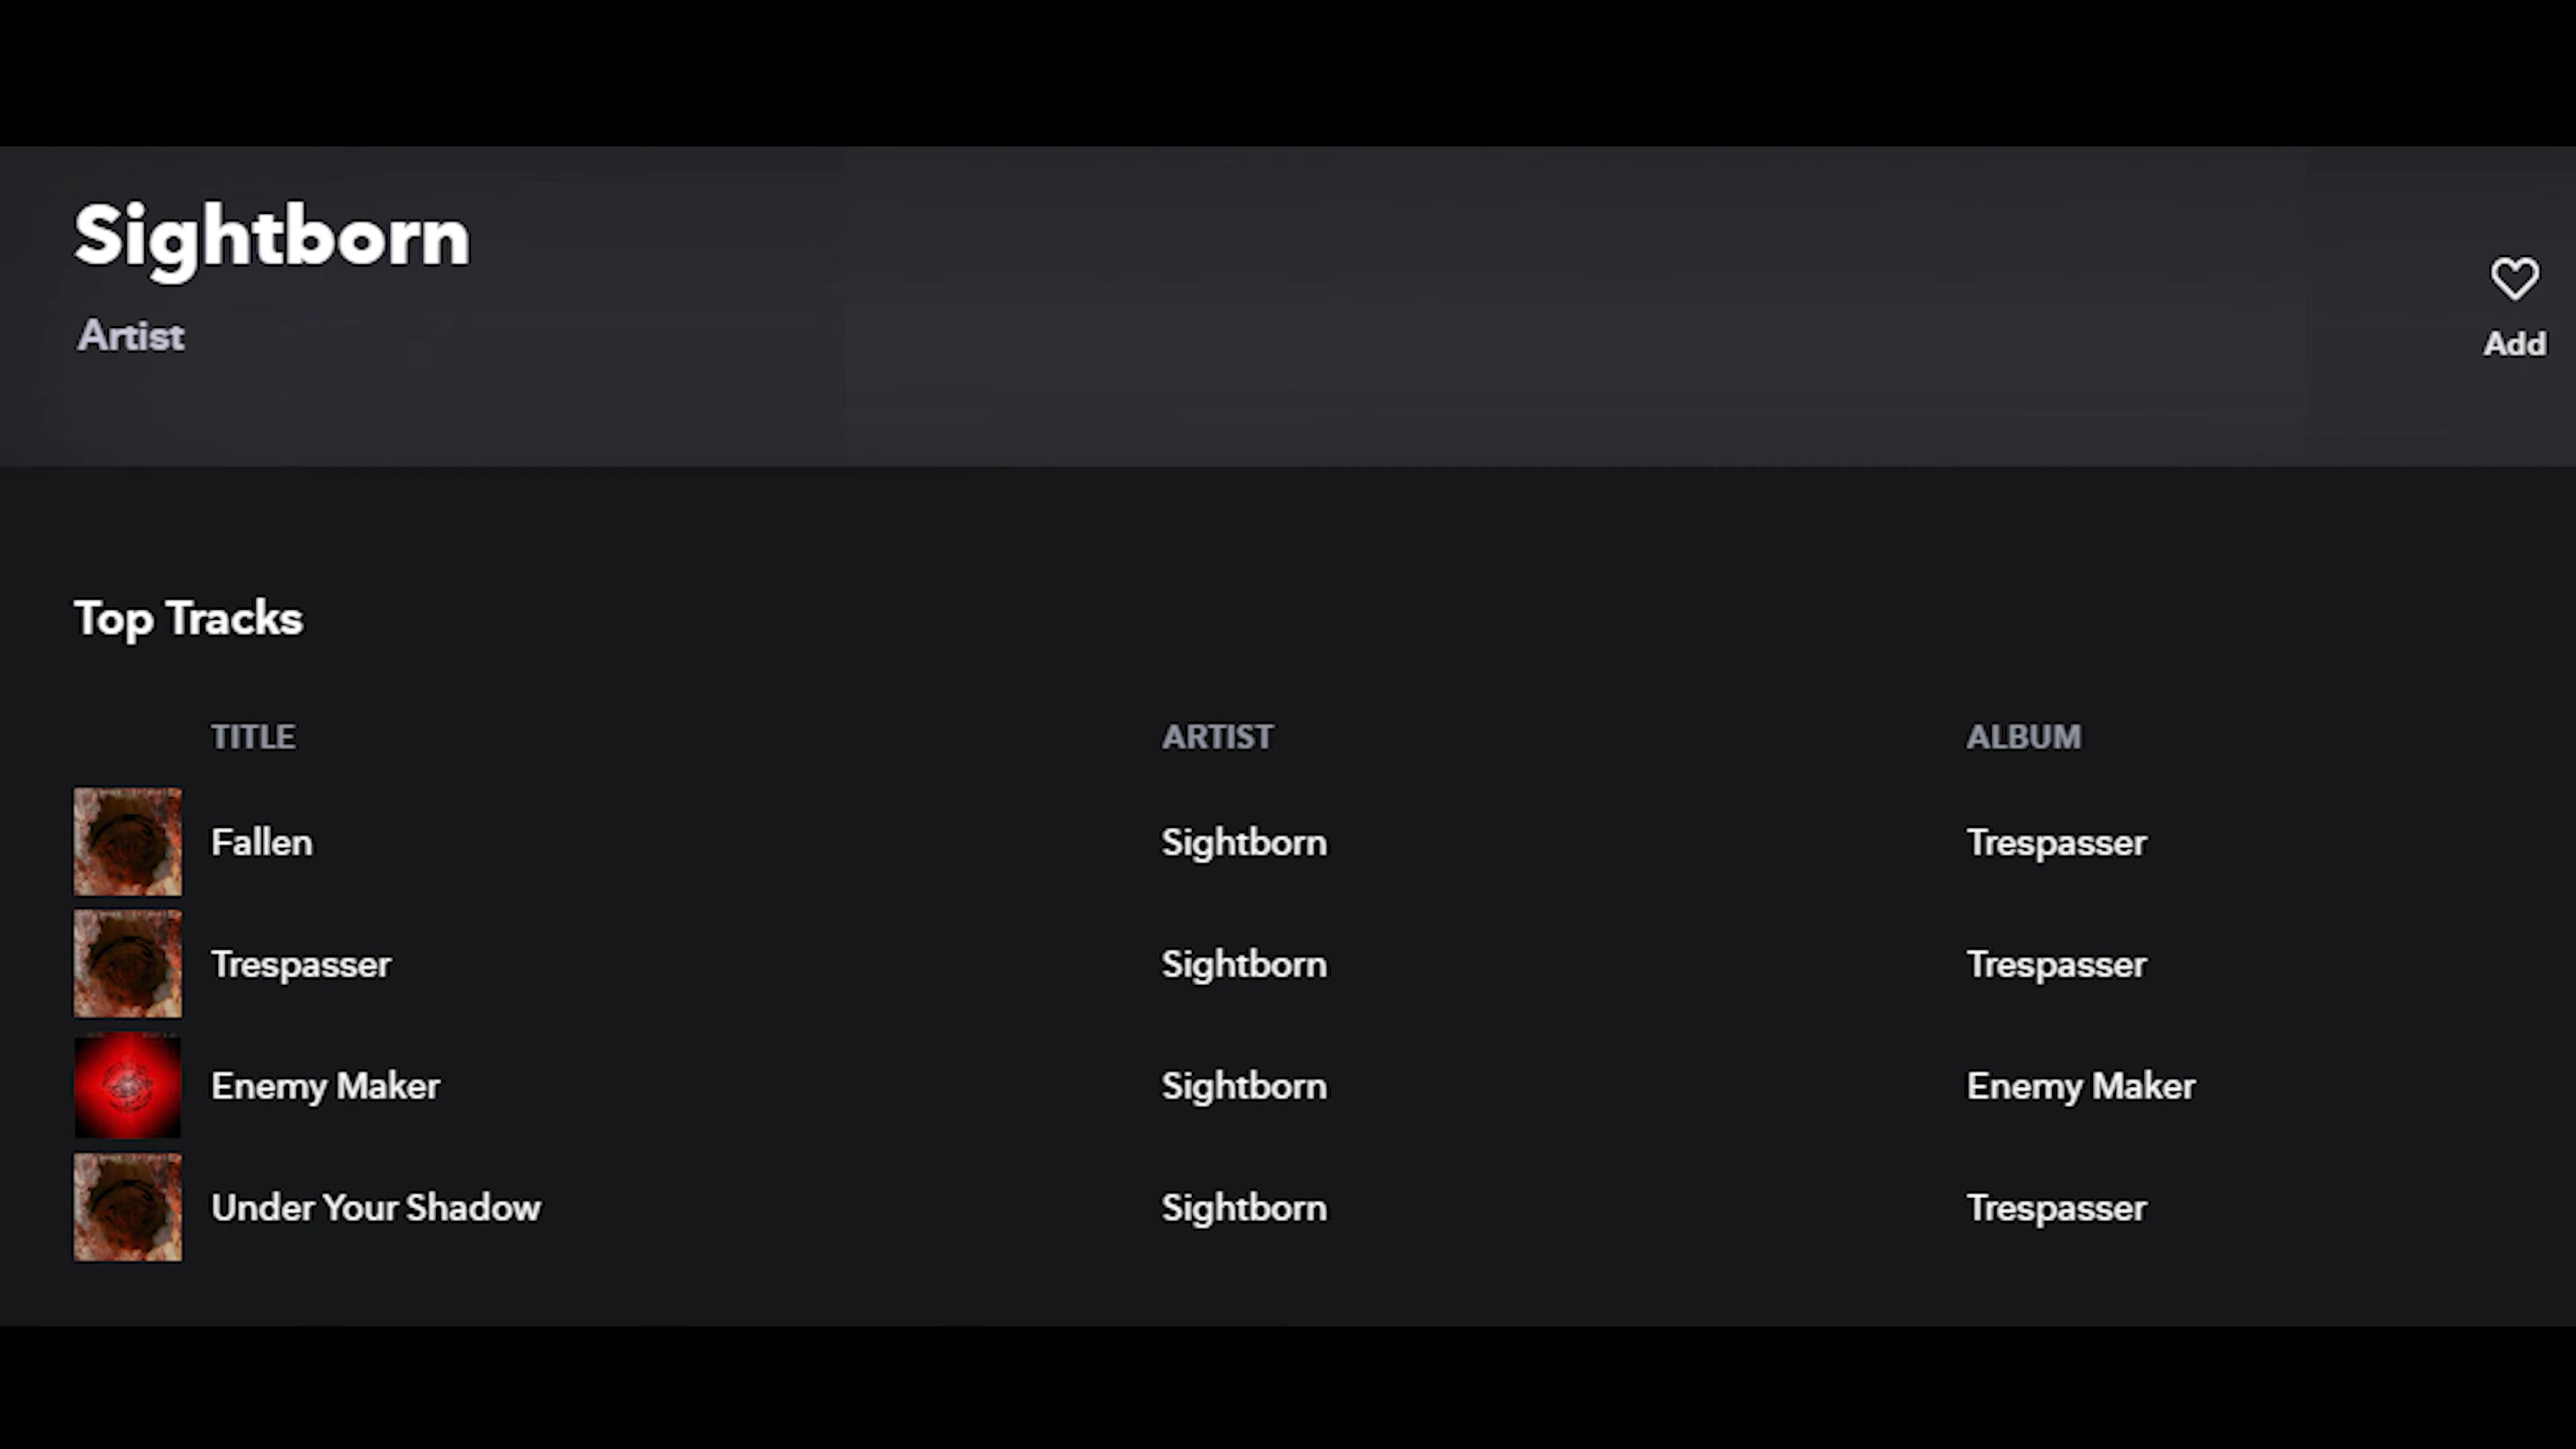 Sightborn
Artist
Add
Top Tracks
TITLE ARTIST ALBUM
Fallen Sightborn Trespasser
Trespasser Sightborn Trespasser
Enemy Maker Sightborn Enemy Maker
Under Your Shadow Sightborn Trespasser